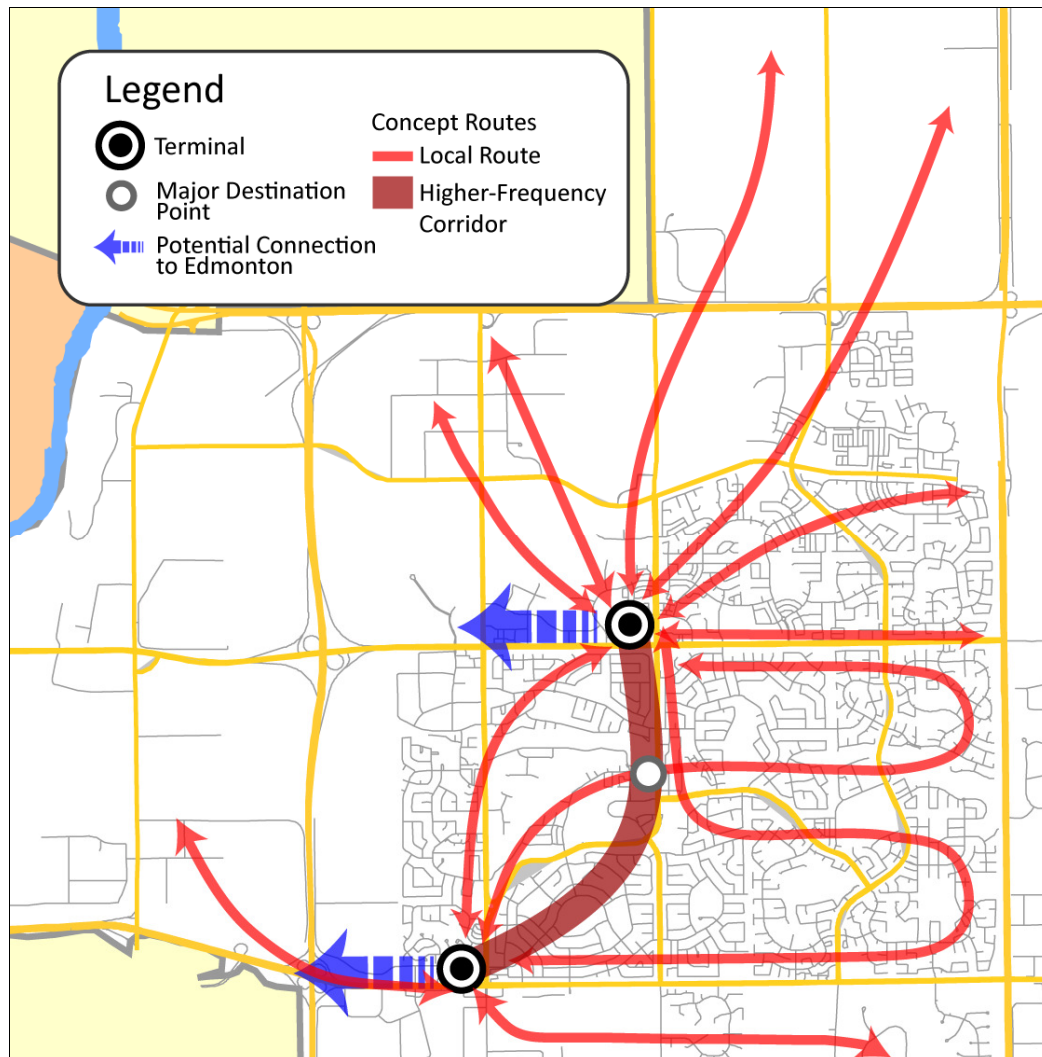 Legend
Terminal
Major Destination
Point
Potential Connection
to Edmonton
Concept Routes
Local Route
Higher-Frequency
Corridor